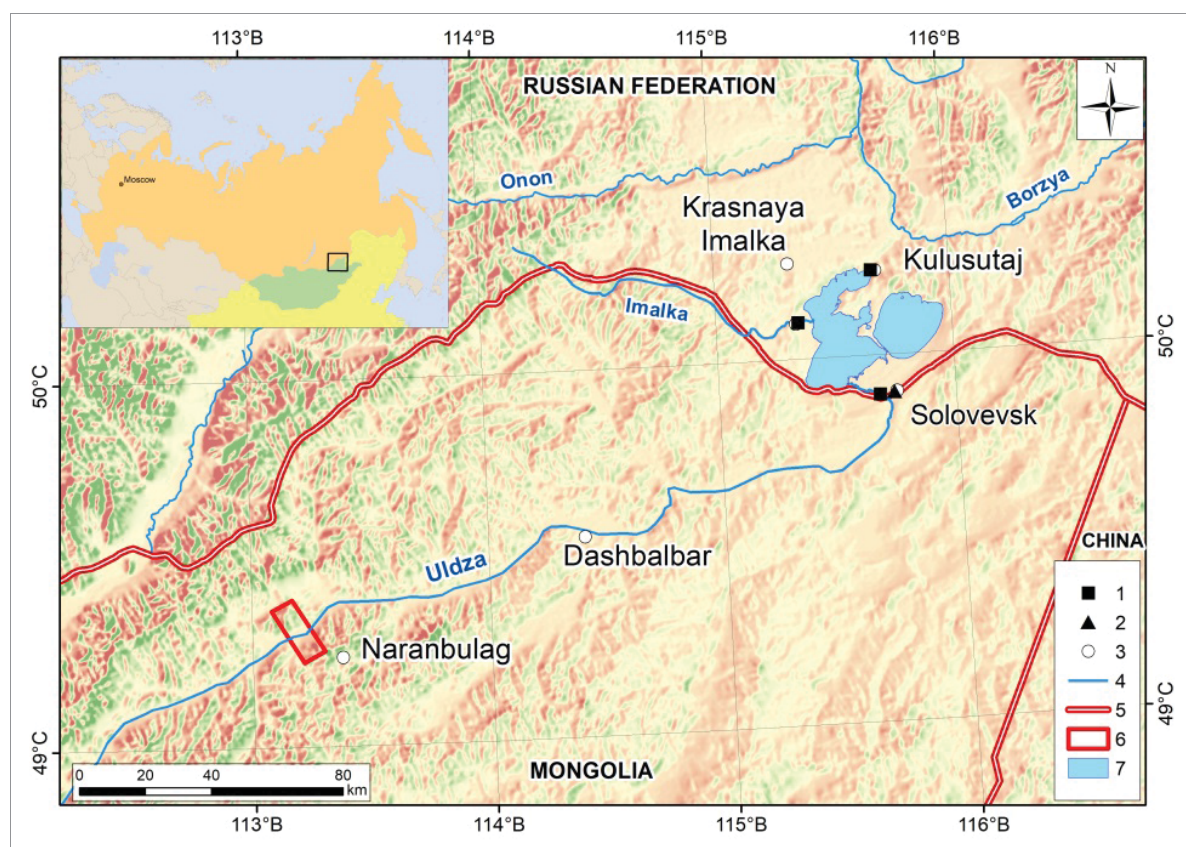 113°B
114°B
115°B
116°B
RUSSIAN FEDERATION
N
Moscow
Onon
Borzya
Krasnaya
Imalka
Kulusutaj
Imalka
50°C
50°C
Solovevsk
CHINA
Dashbalbar
Uldza
Naranbulag
1
2
3
4
5
6
7
49°C
49°C
MONGOLIA
0 20 40 80
km
113°B
114°B
115°B
116°B